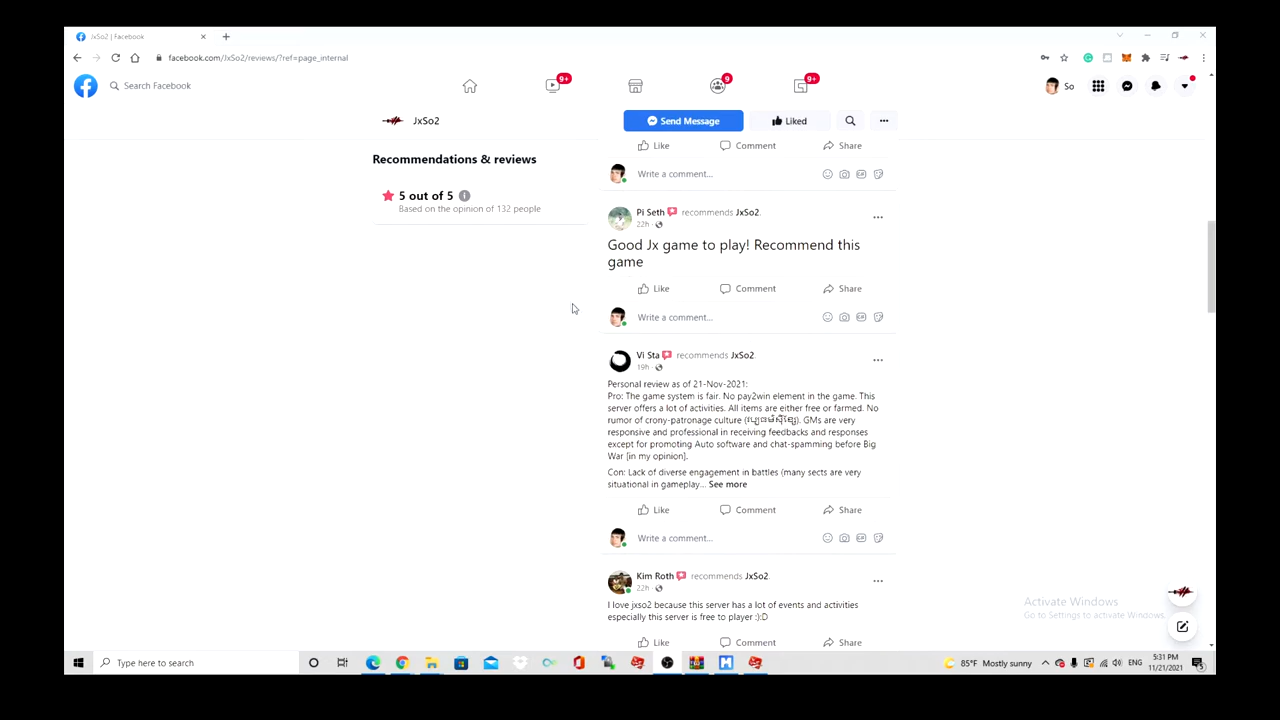 JxSo2 | Facebook
facebook.com/JxSo2/reviews/?ref=page_internal
Search Facebook
9+
9
9+
So
JxSo2
Send Message
Liked
Recommendations & reviews
5 out of 5
Based on the opinion of 132 people
Like Comment Share
Write a comment...
Pi Seth recommends JxSo2.
22h
Good Jx game to play! Recommend this
game
Like Comment Share
Write a comment...
Vi Sta recommends JxSo2.
19h
Personal review as of 21-Nov-2021:
Pro: The game system is fair. No pay2win element in the game. This
server offers a lot of activities. All items are either free or farmed. No
rumor of crony-patronage culture ( ). GMs are very
responsive and professional in receiving feedbacks and responses
except for promoting Auto software and chat-spamming before Big
War [in my opinion].
Con: Lack of diverse engagement in battles (many sects are very
situational in gameplay... See more
Like Comment Share
Write a comment...
Kim Roth recommends JxSo2.
22h
I love jxso2 because this server has a lot of events and activities
especially this server is free to player :):D
Like Comment Share
Activate Windows
Go to Settings to activate Windows.
Type here to search
85°F Mostly sunny
ENG
5:31 PM
11/21/2021
5